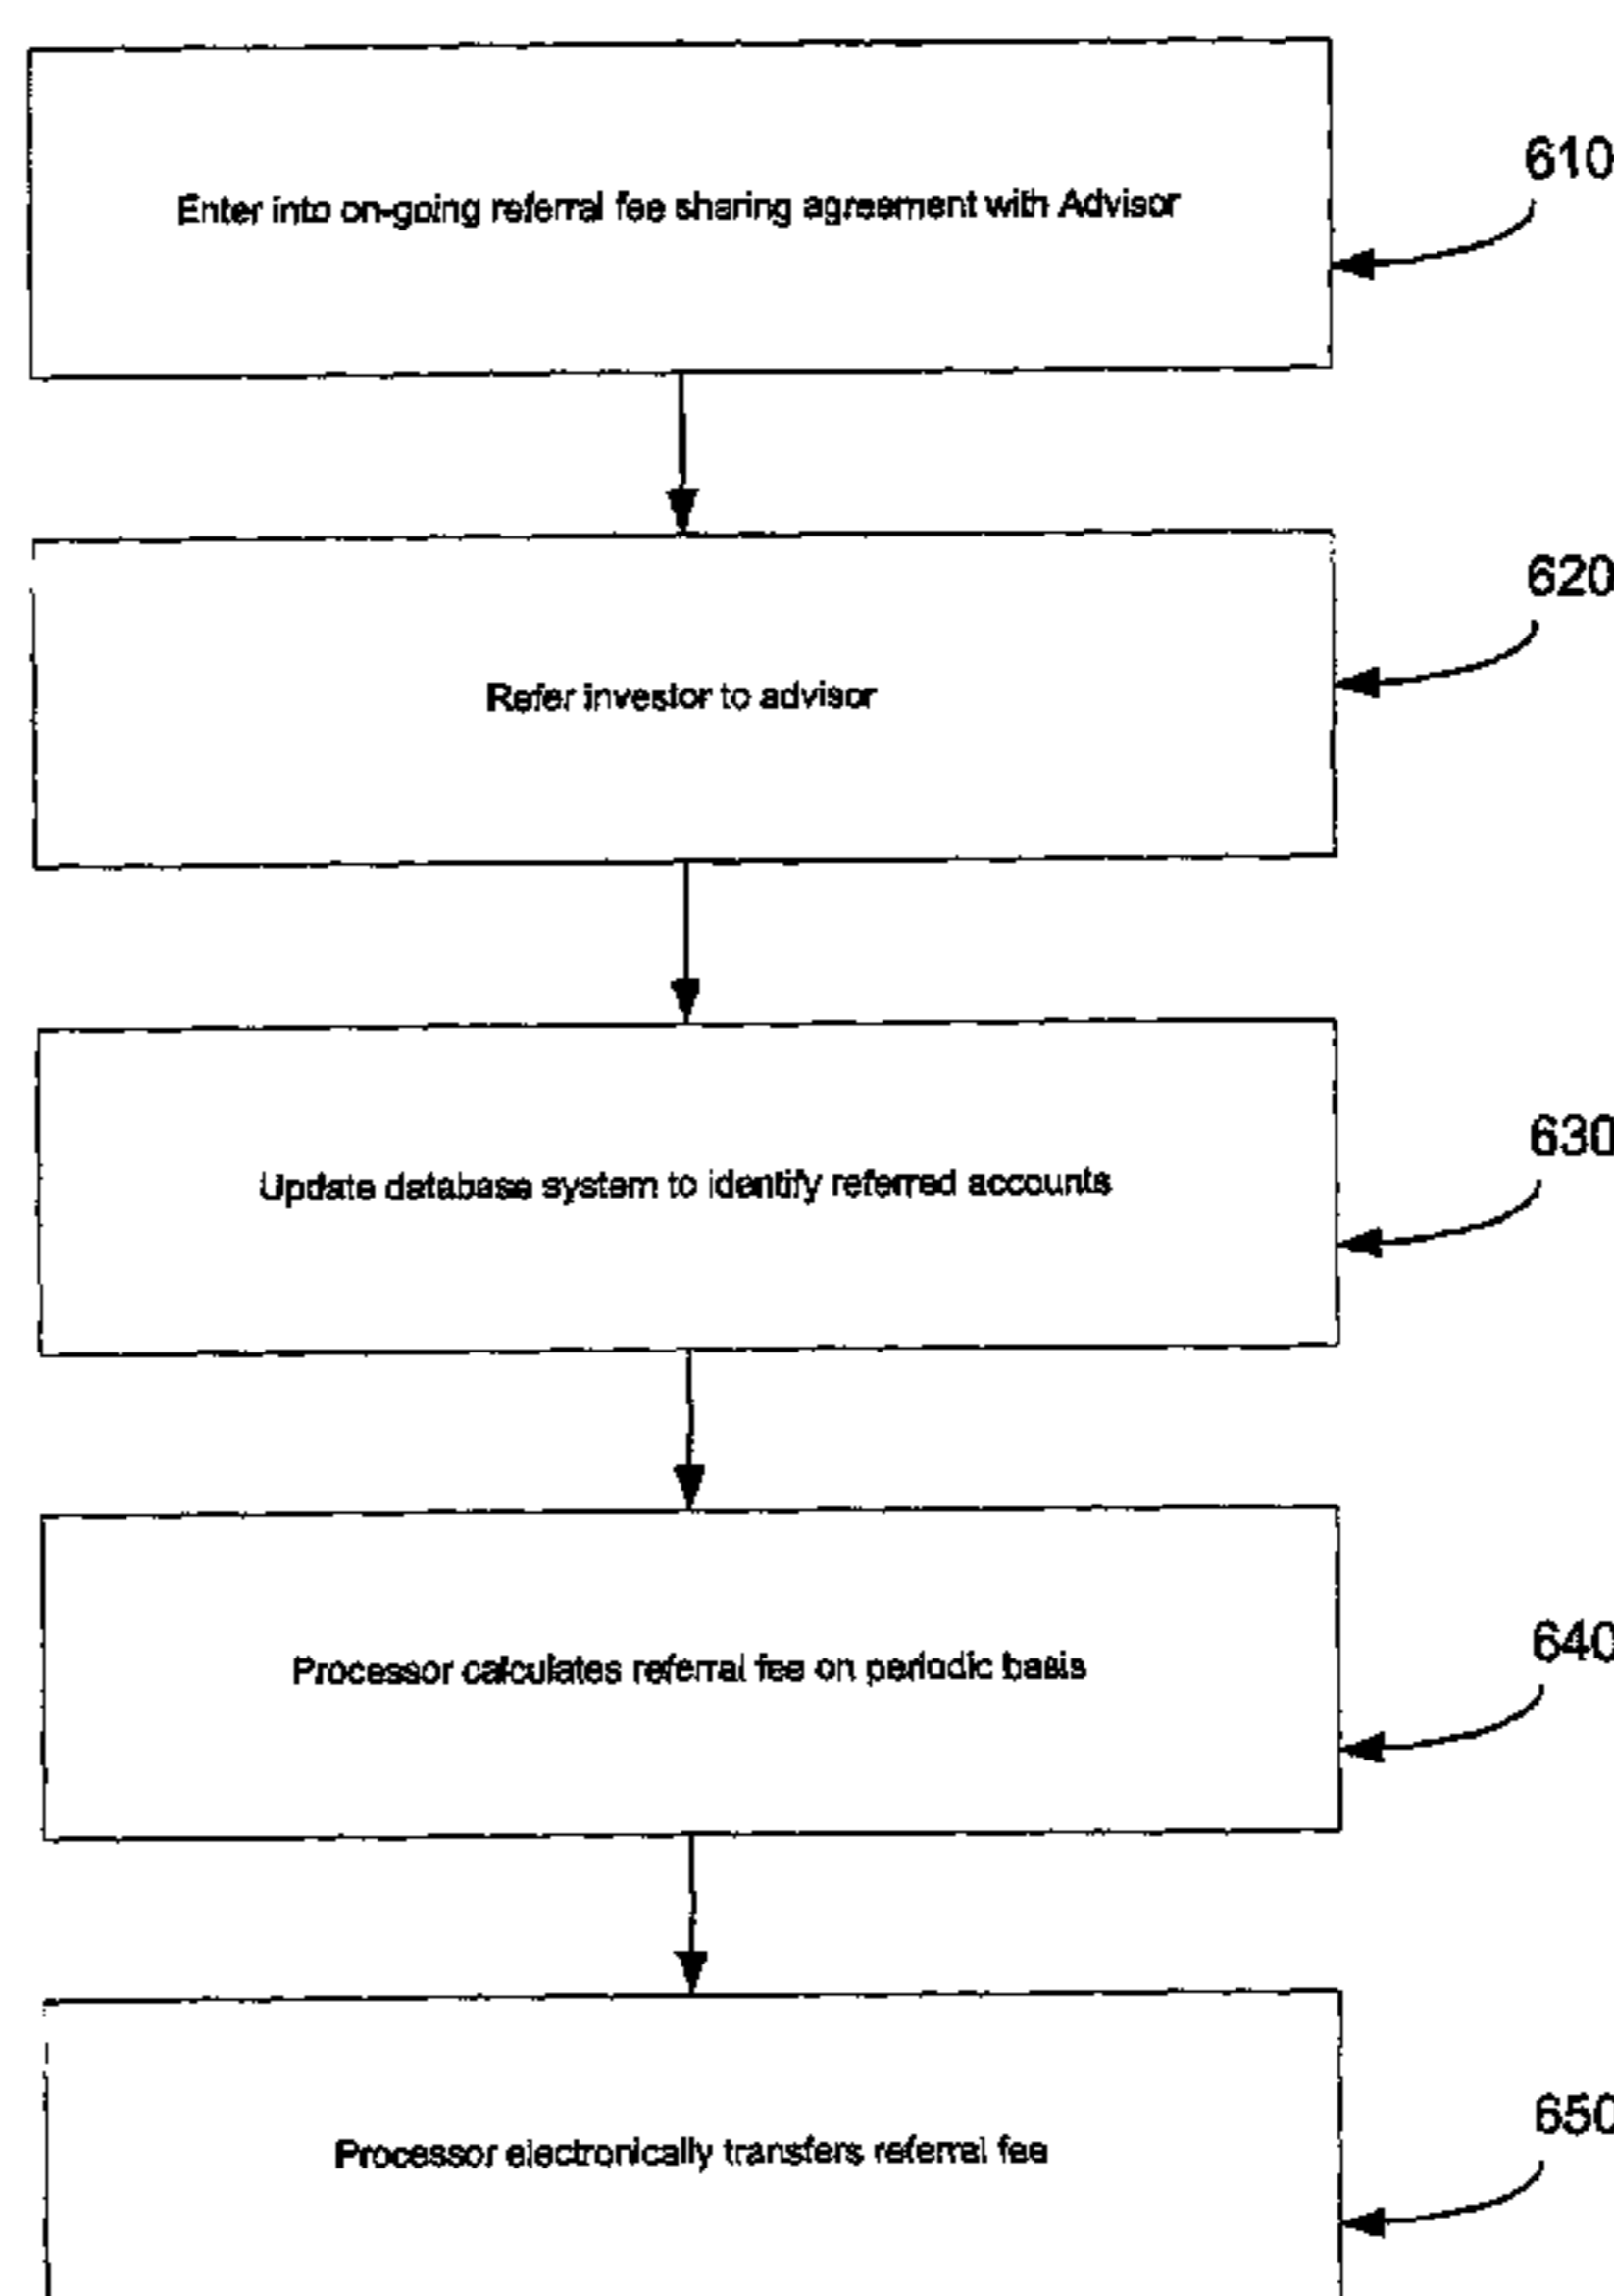 Enter into on-going referral fee sharing agreement with Advisor
610
Refer investor to advisor
620
Update database system to identify referred accounts
630
Processor calculates referral fee on periodic basis
640
Processor electronically transfers referral fee
650